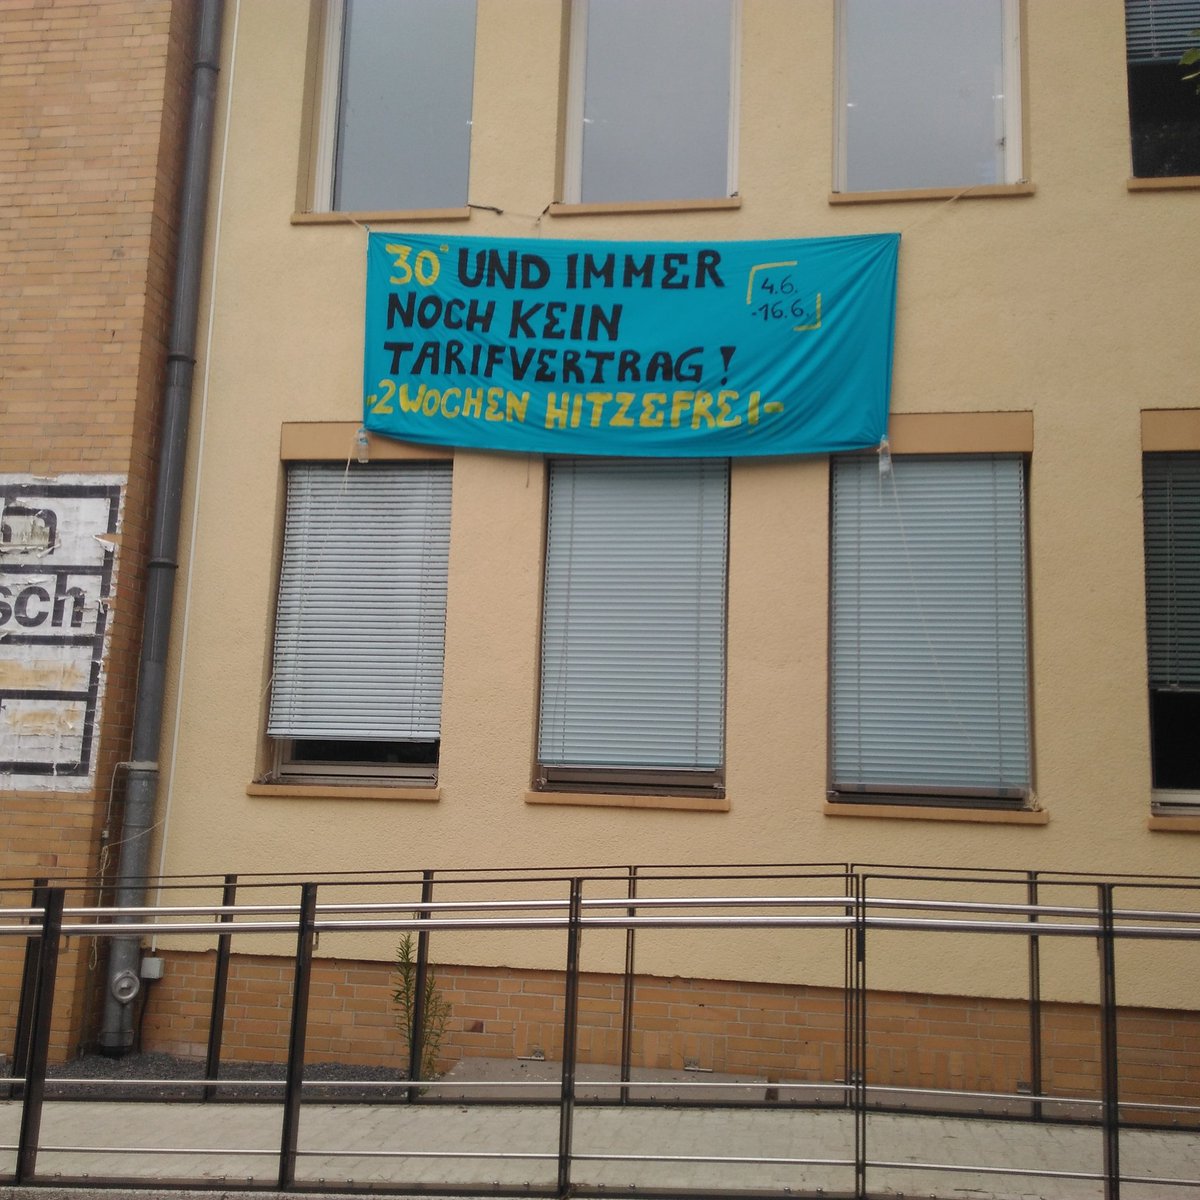 30° UND IMMER
NOCH KEIN
TARIFVERTRAG!
-2 WOCHEN HITZEFREI-
4.6.
-16.6.
sch